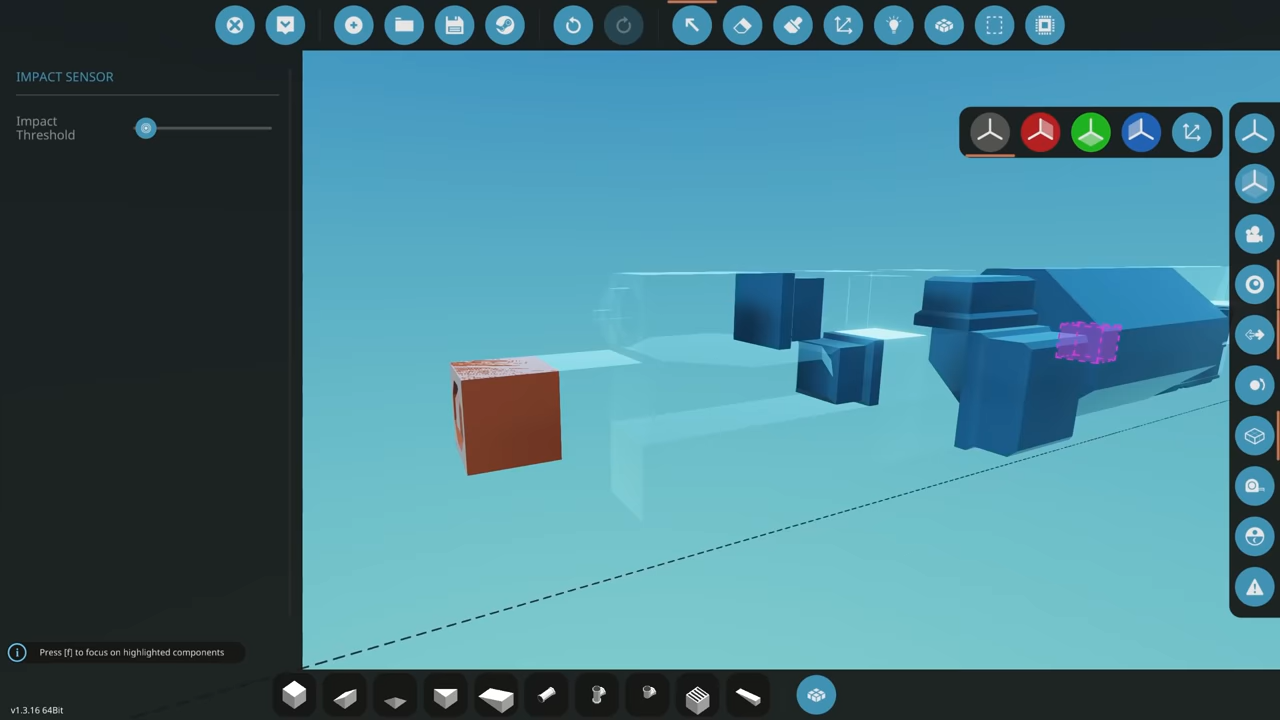 IMPACT SENSOR
Impact
Threshold
Press [f] to focus on highlighted components
v1.3.16 64Bit